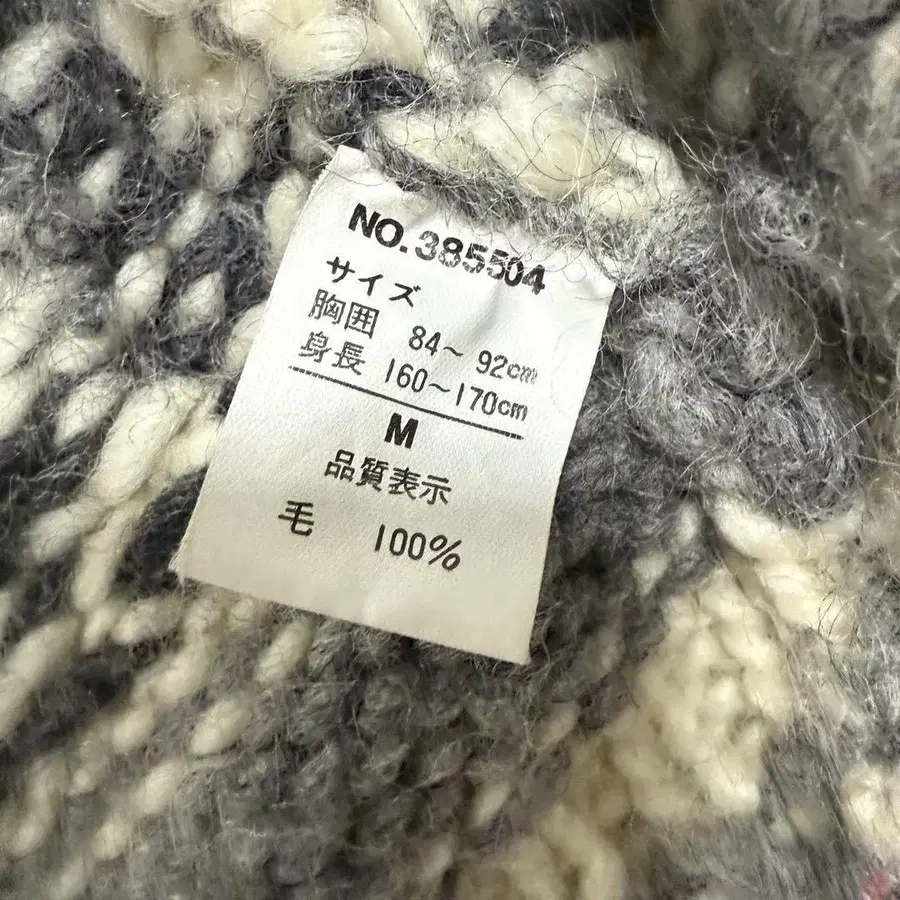 NO.385504
サイズ
胸囲 84～92cm
身長 160～170cm
M
品質表示
毛 100%